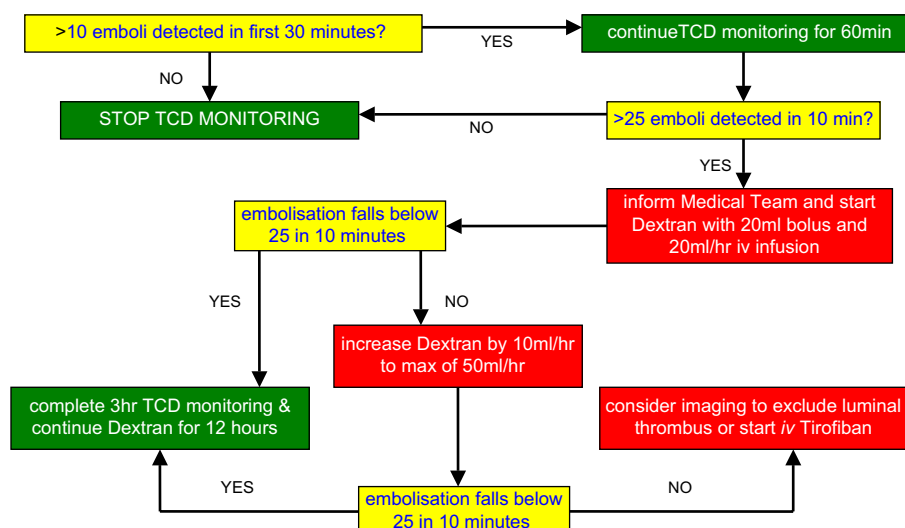 >10 emboli detected in first 30 minutes?
YES
continueTCD monitoring for 60min
NO
STOP TCD MONITORING
NO
>25 emboli detected in 10 min?
YES
inform Medical Team and start
Dextran with 20ml bolus and
20ml/hr iv infusion
embolisation falls below
25 in 10 minutes
YES
NO
increase Dextran by 10ml/hr
to max of 50ml/hr
complete 3hr TCD monitoring &
continue Dextran for 12 hours
consider imaging to exclude luminal
thrombus or start iv Tirofiban
YES
embolisation falls below
25 in 10 minutes
NO